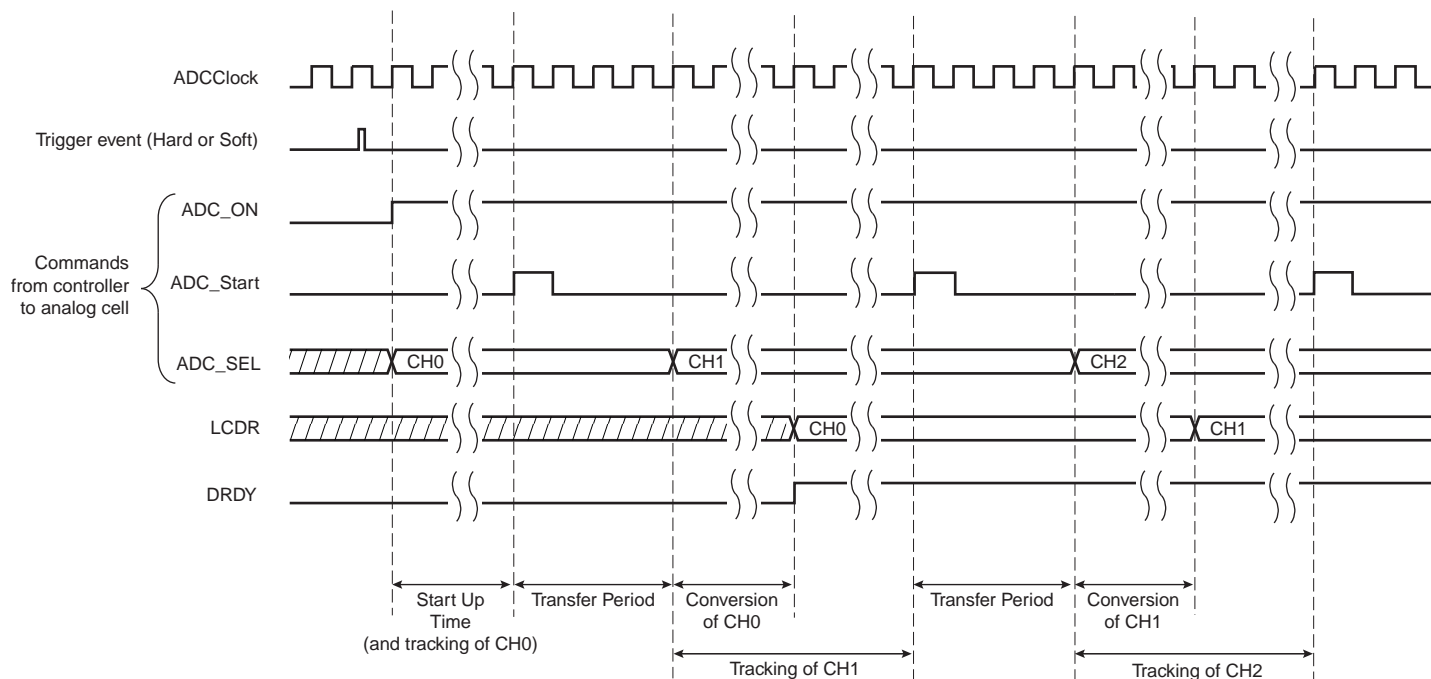 ADCClock
Trigger event (Hard or Soft)
ADC_ON
Commands
from controller
to analog cell
ADC_Start
ADC_SEL
CH0
CH1
CH2
LCDR
CH0
CH1
DRDY
Start Up
Time
(and tracking of CH0)
Transfer Period
Conversion
of CH0
Transfer Period
Conversion
of CH1
Tracking of CH1
Tracking of CH2